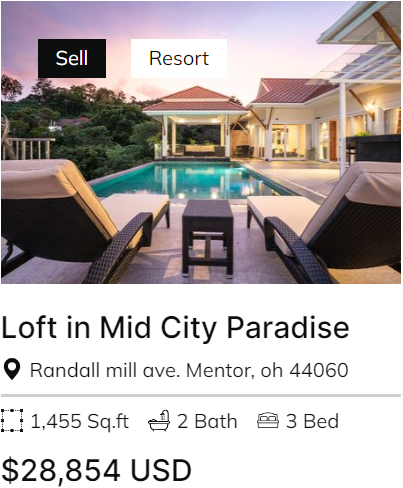 Sell Resort
Loft in Mid City Paradise
Randall mill ave. Mentor, oh 44060
1,455 Sq.ft 2 Bath 3 Bed
$28,854 USD